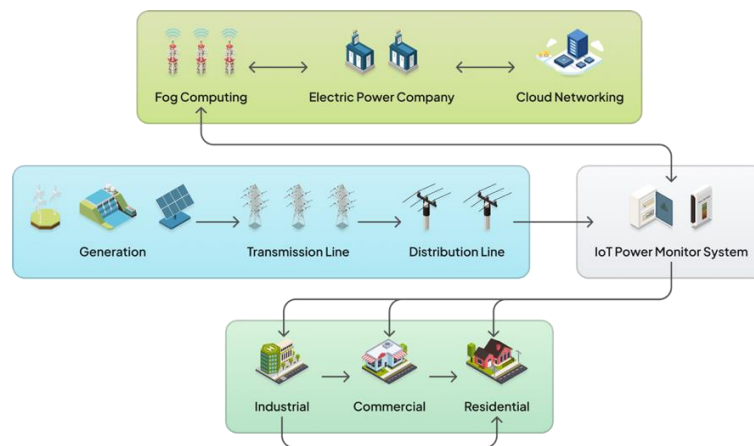 Fog Computing
Electric Power Company
Cloud Networking
Generation
Transmission Line
Distribution Line
IoT Power Monitor System
Industrial
Commercial
Residential